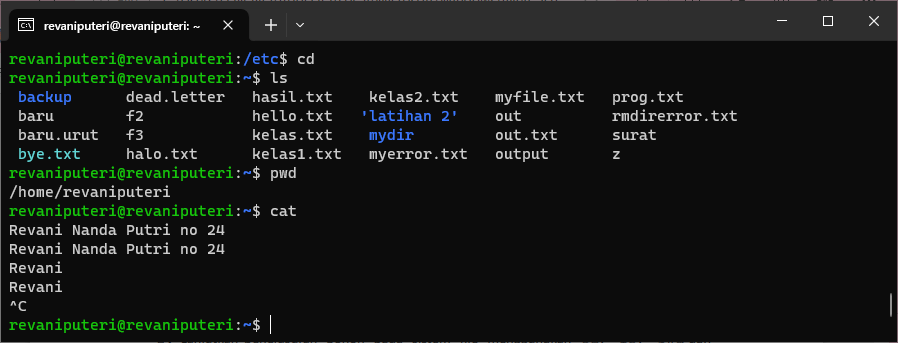 revaniputeri@revaniputeri: ~
revaniputeri@revaniputeri:/etc$ cd
revaniputeri@revaniputeri:~$ ls
backup dead.letter hasil.txt kelas2.txt myfile.txt prog.txt
baru f2 hello.txt 'latihan 2' out rmdirerror.txt
baru.urut f3 kelas.txt mydir out.txt surat
bye.txt halo.txt kelas1.txt myerror.txt output z
revaniputeri@revaniputeri:~$ pwd
/home/revaniputeri
revaniputeri@revaniputeri:~$ cat
Revani Nanda Putri no 24
Revani Nanda Putri no 24
Revani
Revani
^C
revaniputeri@revaniputeri:~$